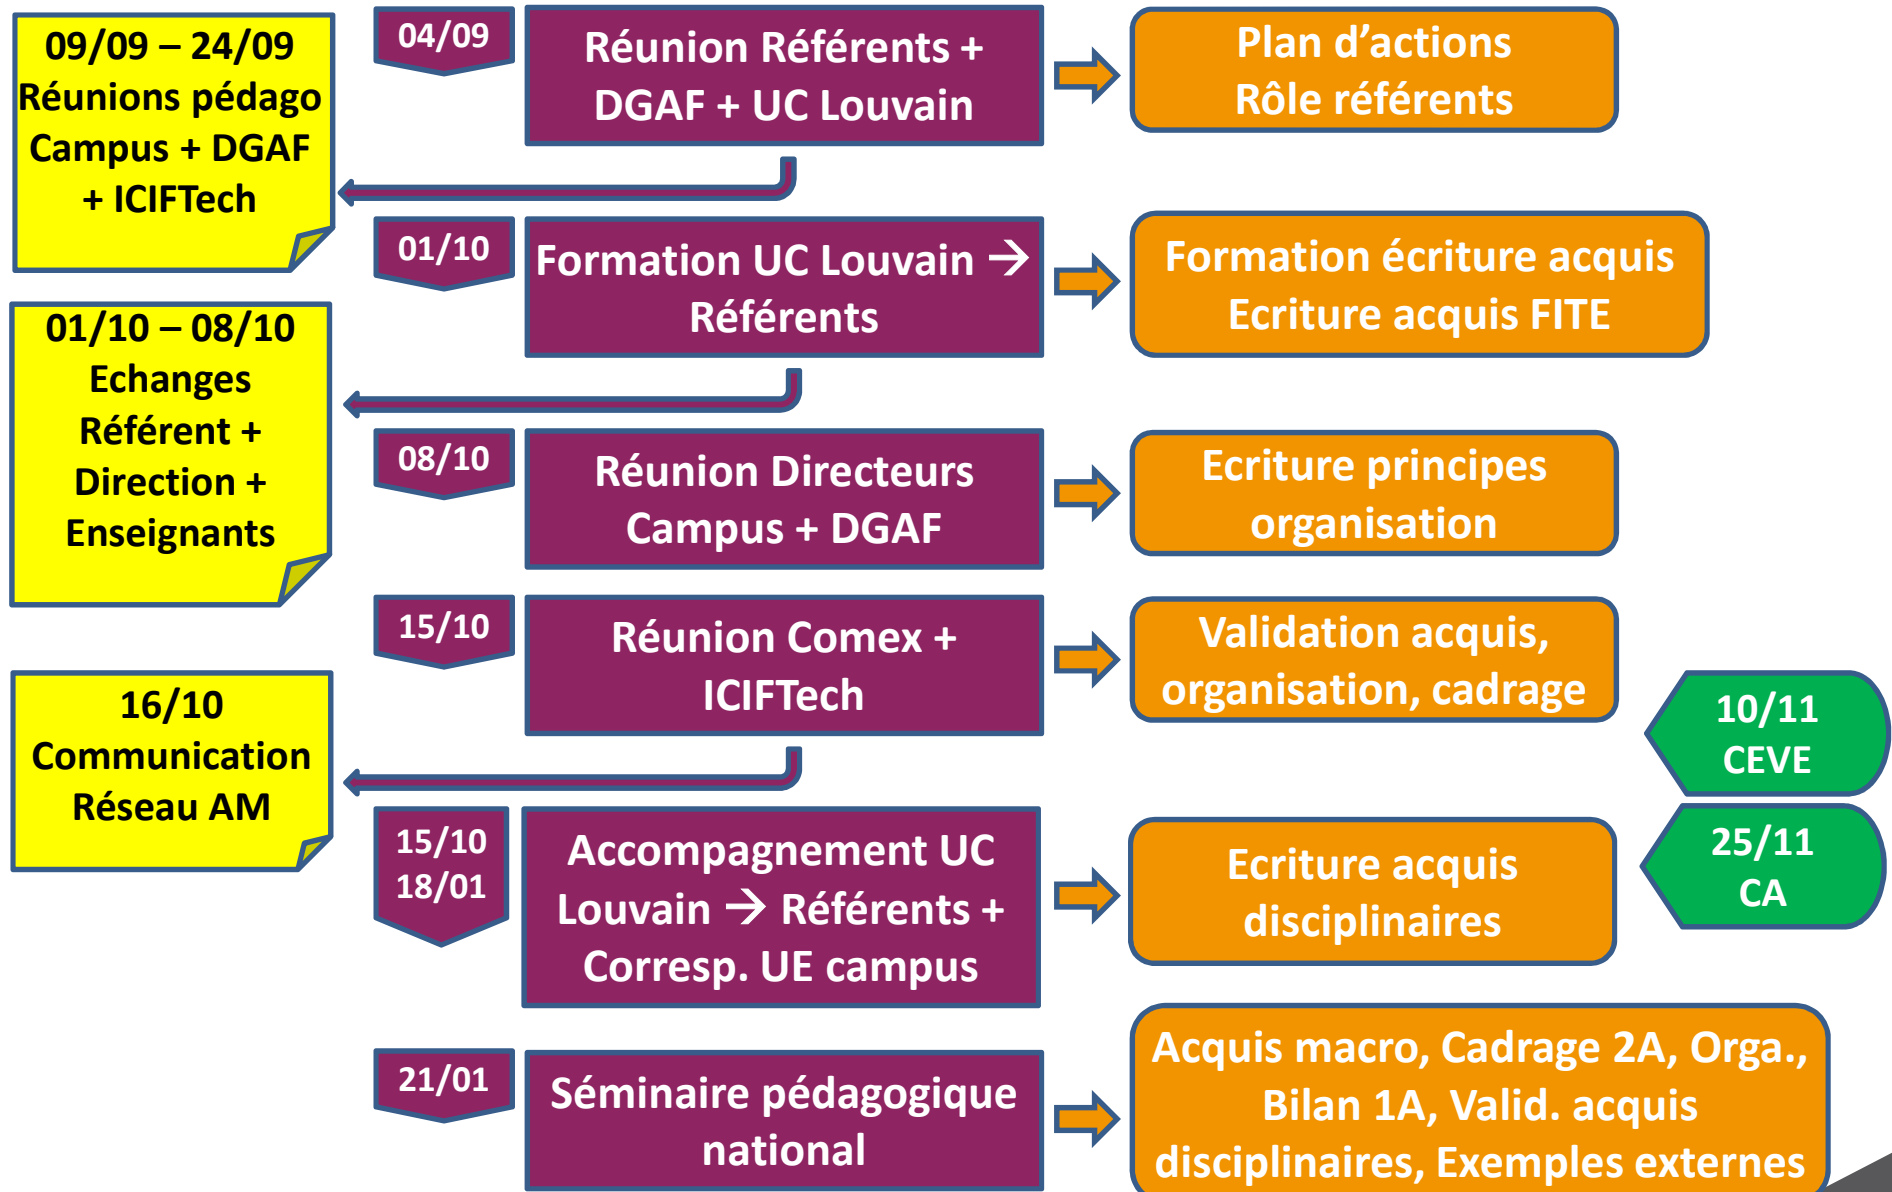 09/09 – 24/09
Réunions pédago
Campus + DGAF
+ ICIFTech
04/09
Réunion Référents +
DGAF + UC Louvain
Plan d’actions
Rôle référents
01/10
Formation UC Louvain →
Référents
Formation écriture acquis
Ecriture acquis FITE
01/10 – 08/10
Echanges
Référent +
Direction +
Enseignants
08/10
Réunion Directeurs
Campus + DGAF
Ecriture principes
organisation
15/10
Réunion Comex +
ICIFTech
Validation acquis,
organisation, cadrage
16/10
Communication
Réseau AM
10/11
CEVE
15/10
18/01
Accompagnement UC
Louvain → Référents +
Corresp. UE campus
Ecriture acquis
disciplinaires
25/11
CA
21/01
Séminaire pédagogique
national
Acquis macro, Cadrage 2A, Orga.,
Bilan 1A, Valid. acquis
disciplinaires, Exemples externes